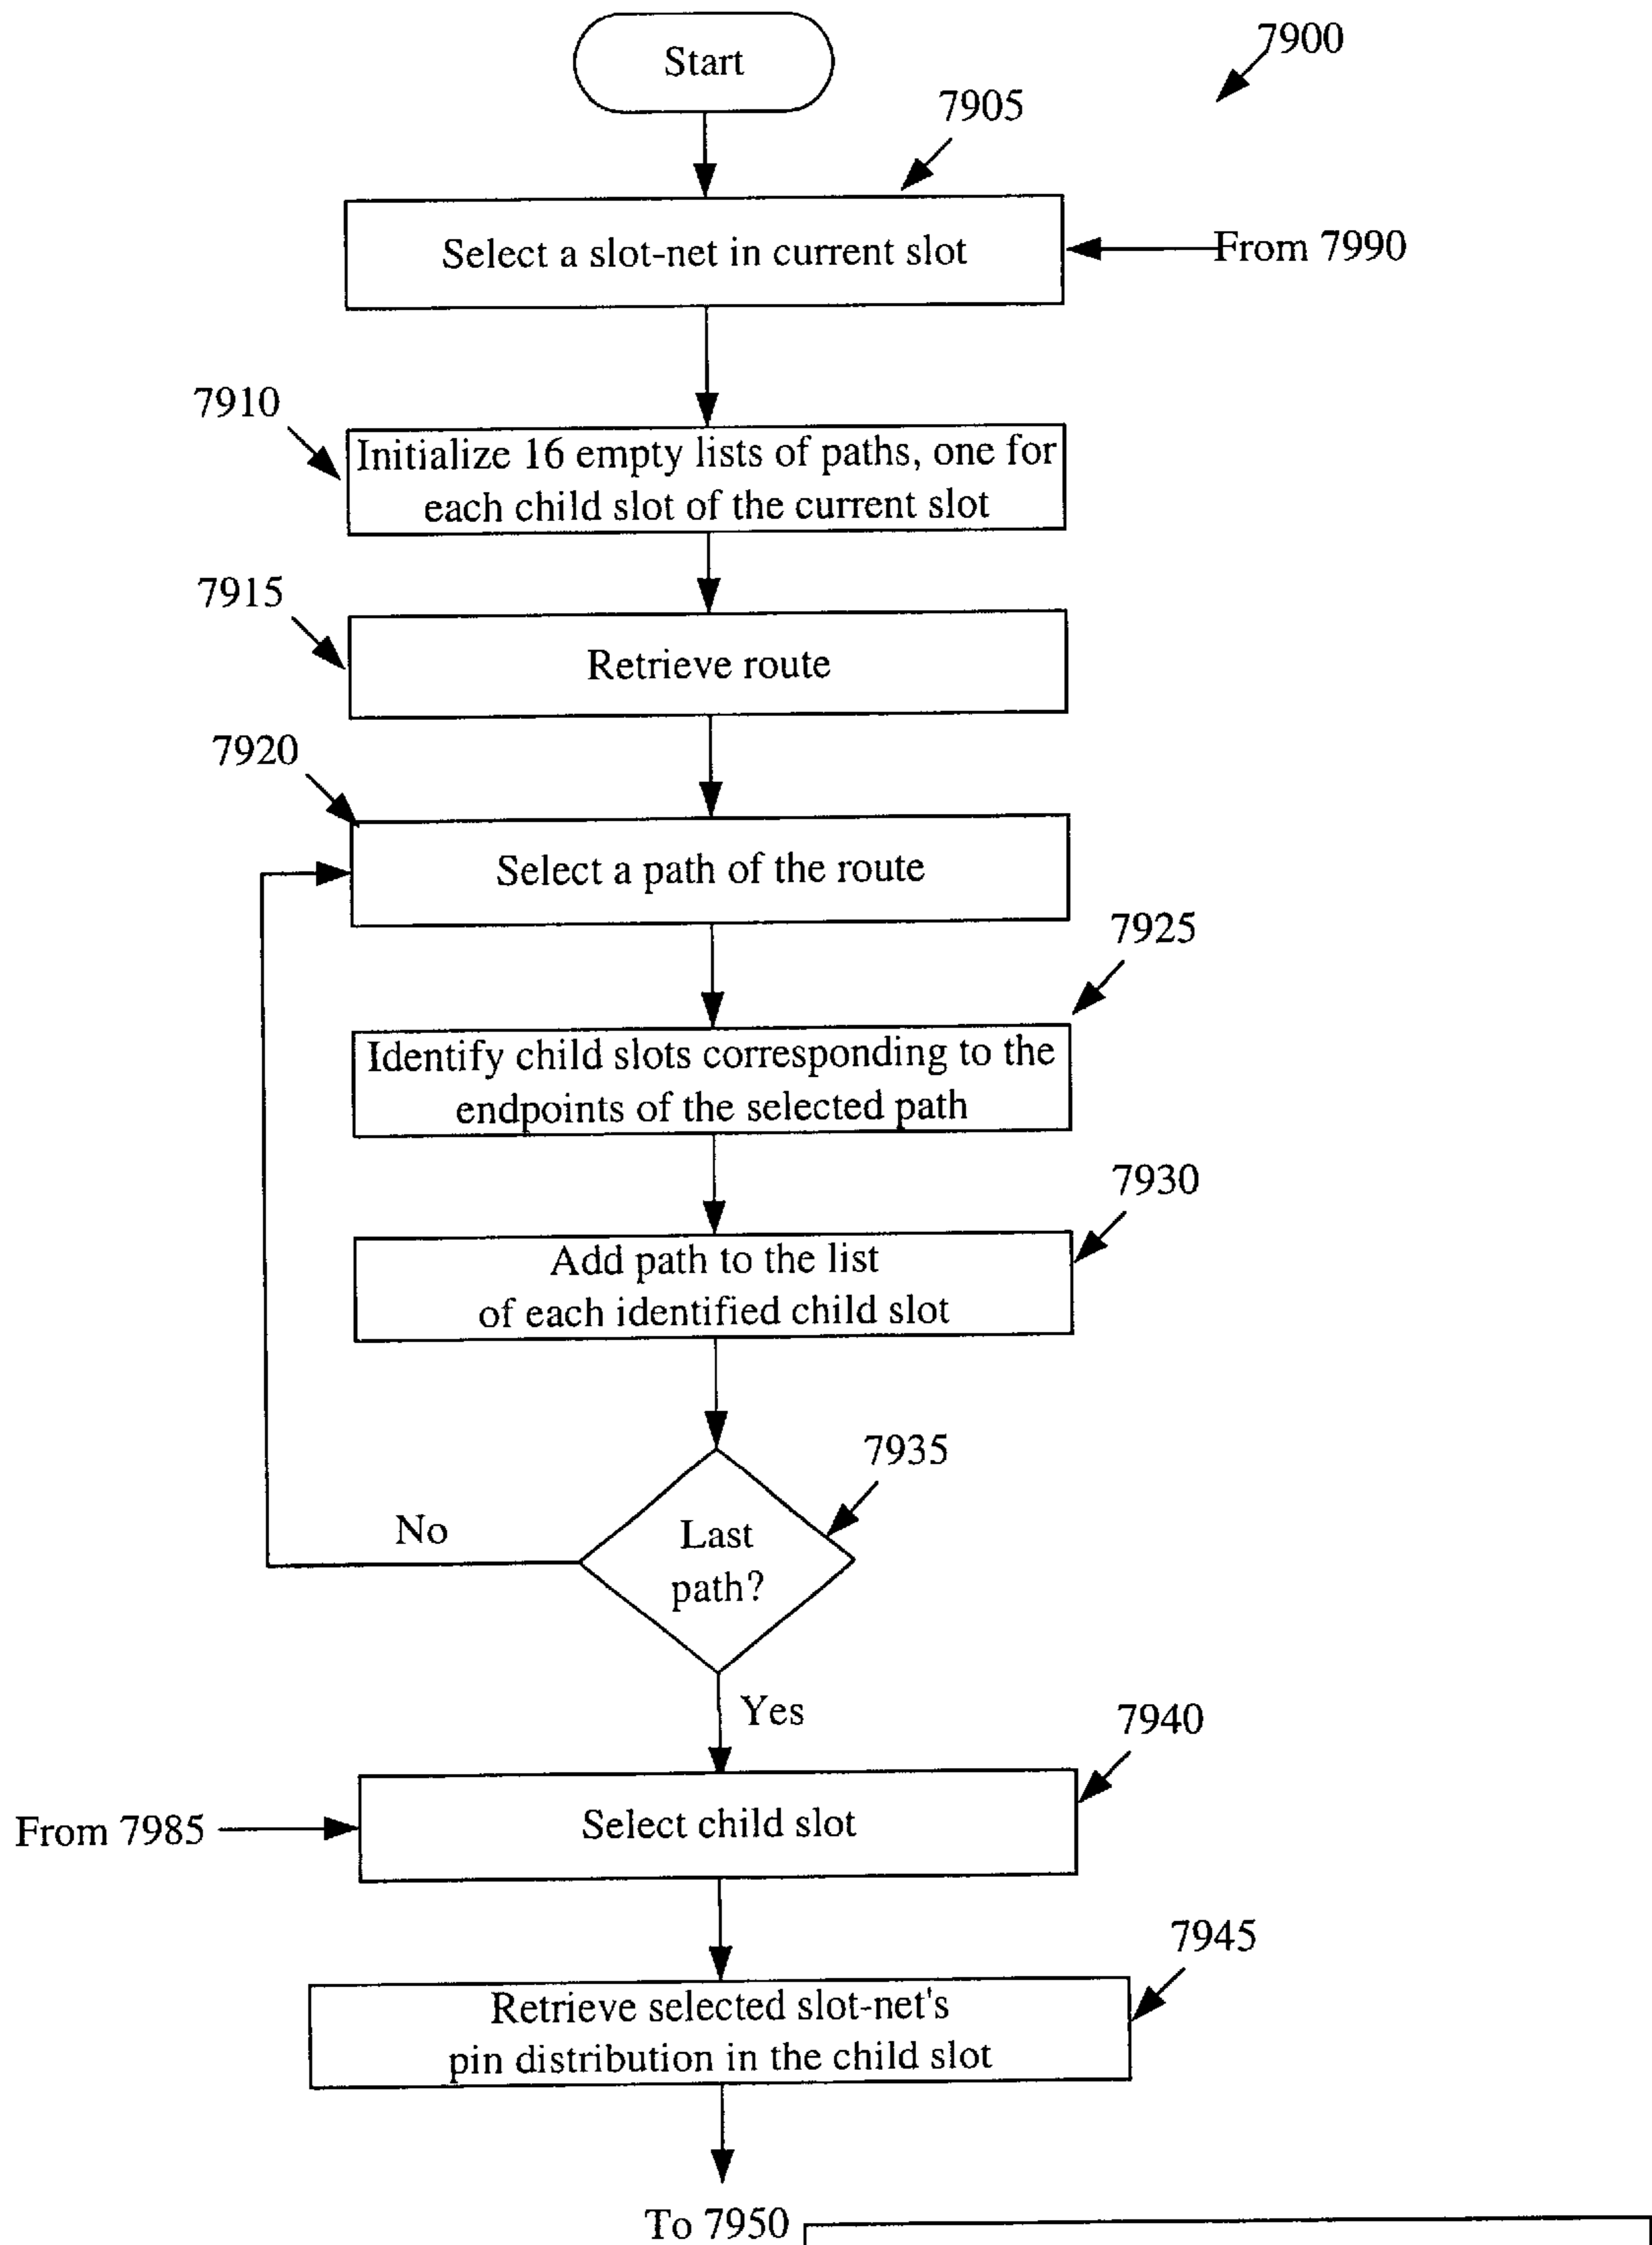 Start
7900
7905
Select a slot-net in current slot
From 7990
7910
Initialize 16 empty lists of paths, one for
each child slot of the current slot
7915
Retrieve route
7920
Select a path of the route
7925
Identify child slots corresponding to the
endpoints of the selected path
7930
Add path to the list
of each identified child slot
7935
Last
path?
No
Yes
7940
From 7985
Select child slot
7945
Retrieve selected slot-net's
pin distribution in the child slot
To 7950